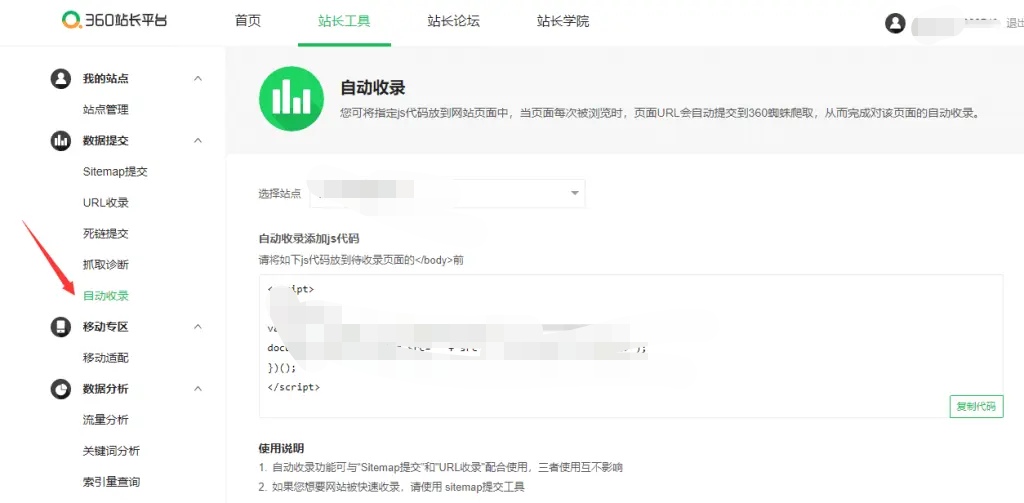 360站长平台
首页 站长工具 站长论坛 站长学院
退出
我的站点
站点管理
数据提交
Sitemap提交
URL收录
死链提交
抓取诊断
自动收录
移动专区
移动适配
数据分析
流量分析
关键词分析
索引量查询
自动收录
您可将指定js代码放到网站页面中，当页面每次被浏览时，页面URL会自动提交到360蜘蛛爬取，从而完成对该页面的自动收录。
选择站点
自动收录添加js代码
请将如下js代码放到待收录页面的</body>前
})();
</script>
复制代码
使用说明
1. 自动收录功能可与“Sitemap提交”和“URL收录”配合使用，三者使用互不影响
2. 如果您想要网站被快速收录，请使用 sitemap提交工具